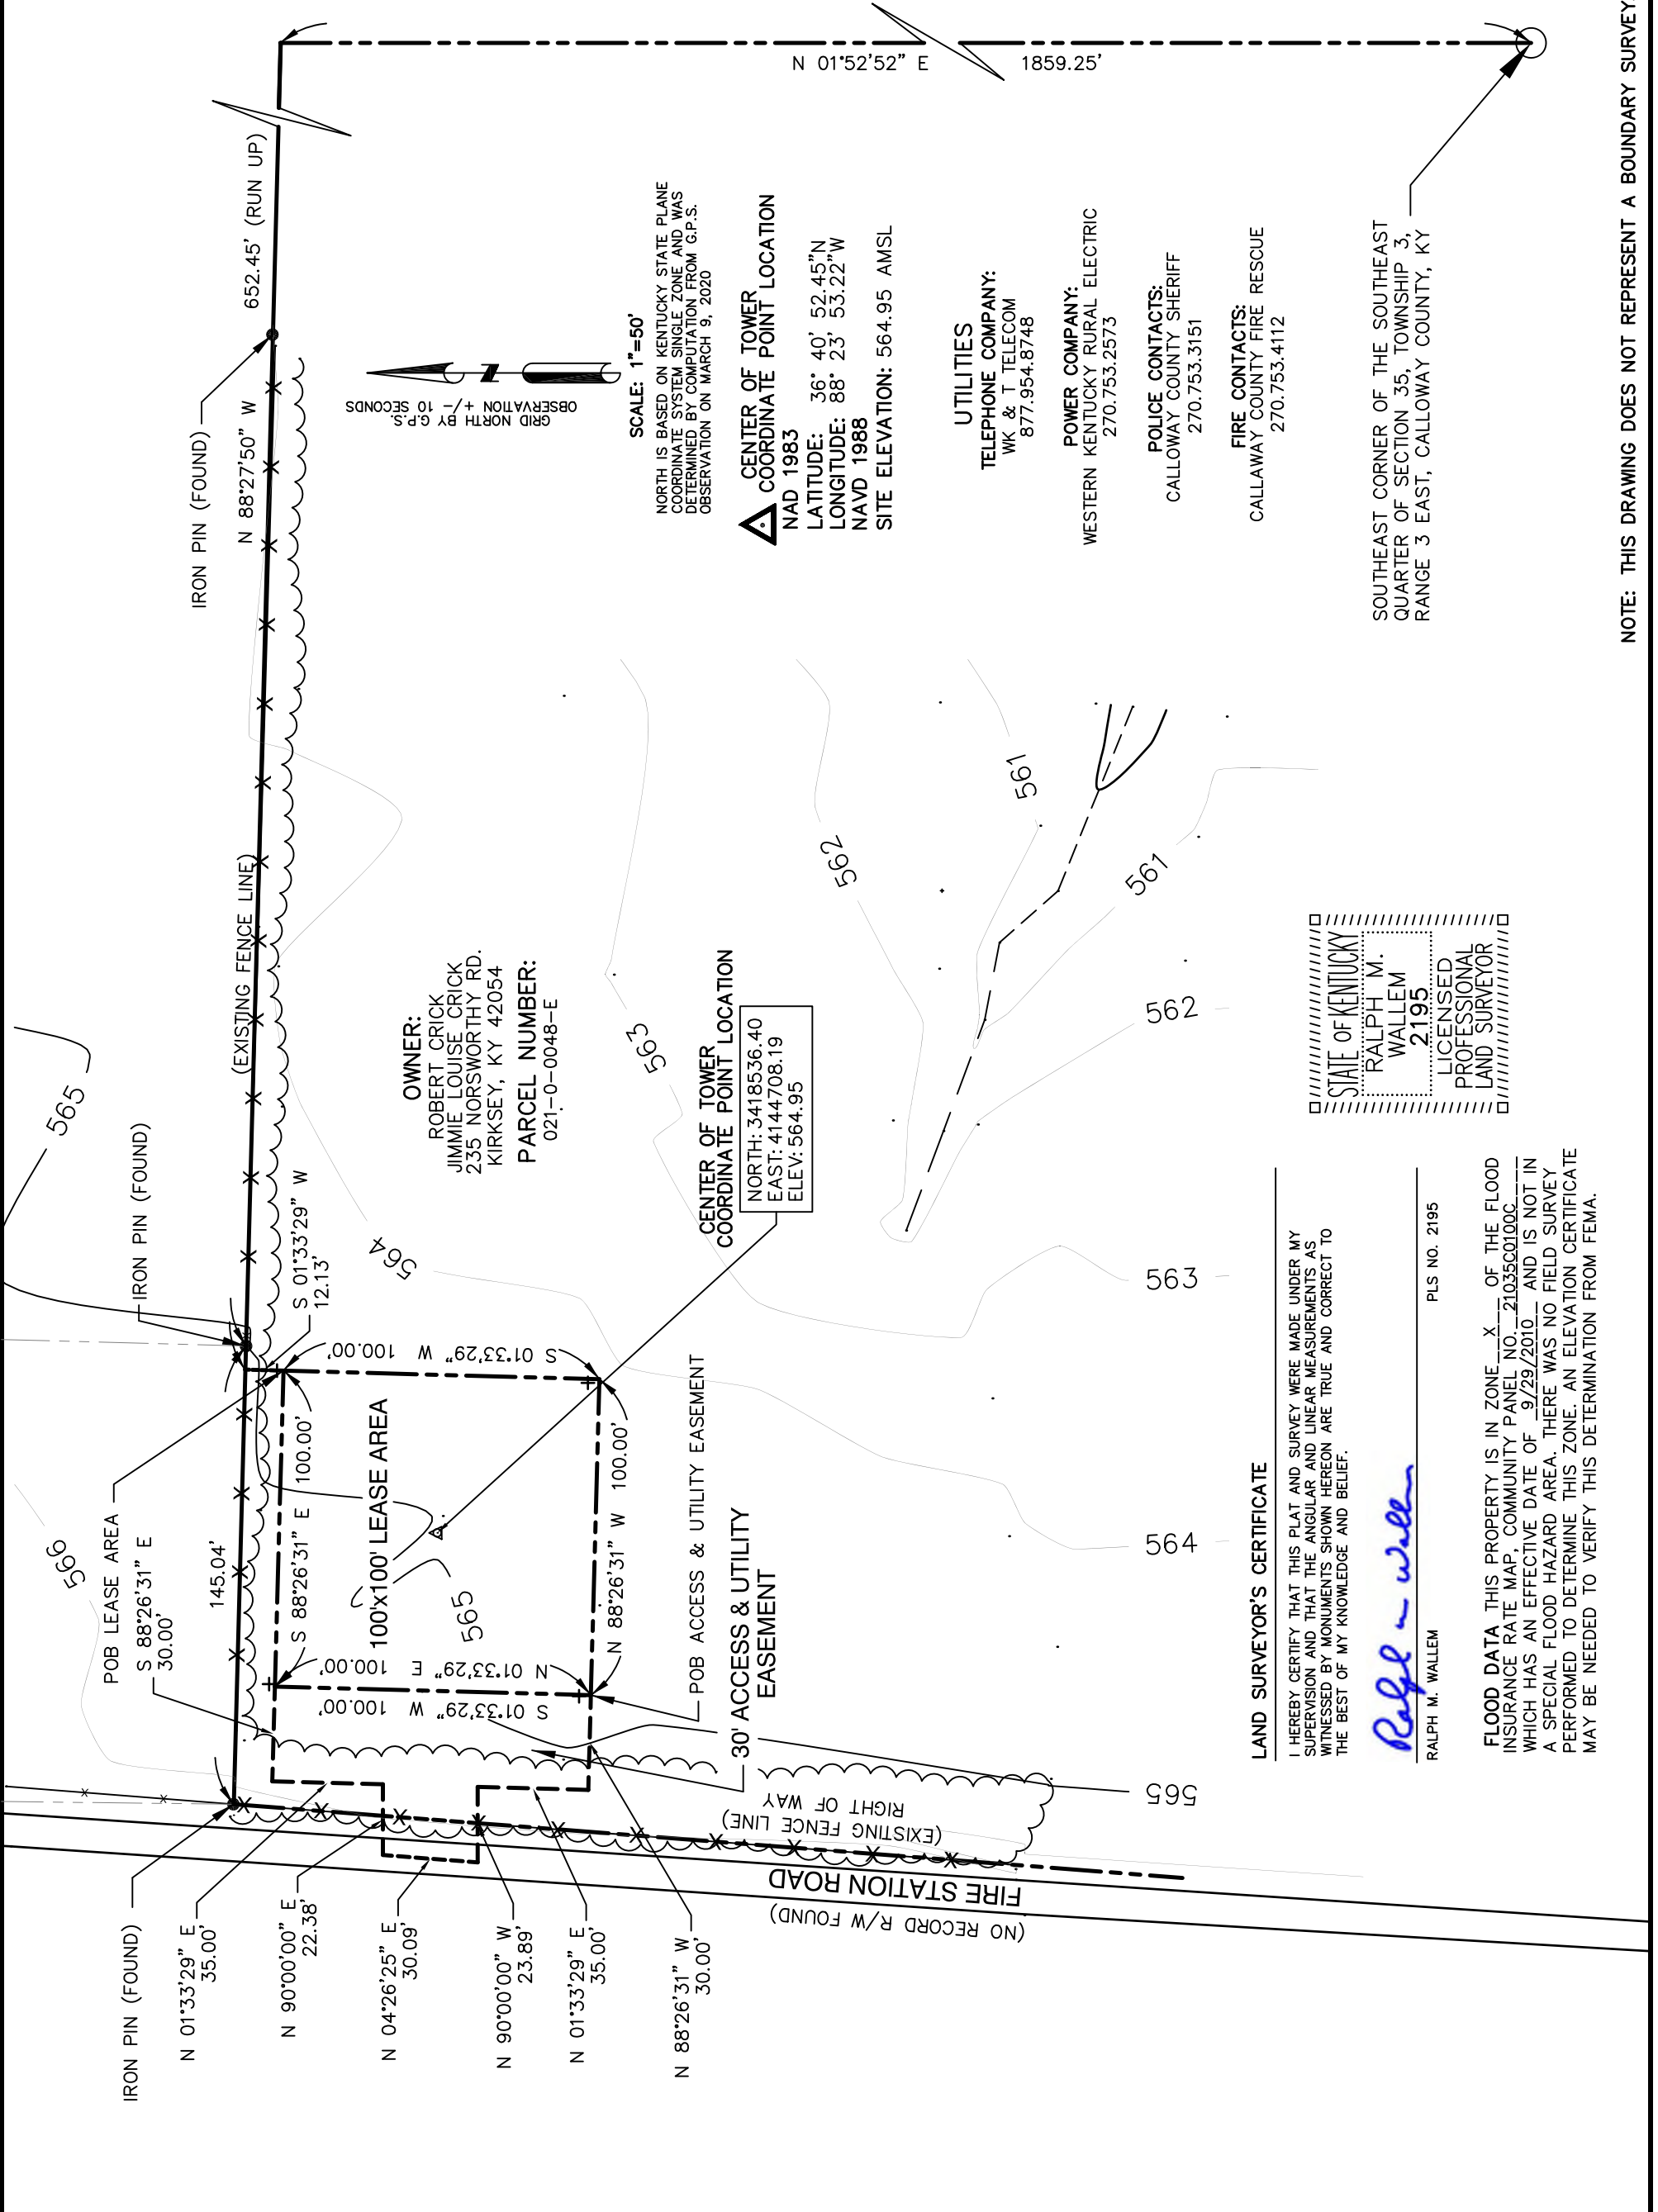 IRON PIN (FOUND)
N 01°33'29" E
35.00'
N 90°00'00" E
22.38'
N 04°26'25" E
30.09'
N 90°00'00" W
23.89'
N 01°33'29" E
35.00'
N 88°26'31" W
30.00'
566
POB LEASE AREA
S 88°26'31" E
30.00'
145.04'
IRON PIN (FOUND)
565
S 01°33'29" W
12.13'
(EXISTING FENCE LINE)
IRON PIN (FOUND)
N 88°27'50" W
652.45' (RUN UP)
N 01°52'52" E
1859.25'
S 88°26'31" E 100.00'
100'x100' LEASE AREA
565
S 01°33'29" W 100.00'
N 01°33'29" E 100.00'
S 01°33'29" W 100.00'
N 88°26'31" W 100.00'
POB ACCESS & UTILITY EASEMENT
30' ACCESS & UTILITY
EASEMENT
RIGHT OF WAY
(EXISTING FENCE LINE)
FIRE STATION ROAD
(NO RECORD R/W FOUND)
OWNER:
ROBERT CRICK
JIMMIE LOUISE CRICK
235 NORSWORTHY RD.
KIRKSEY, KY 42054
PARCEL NUMBER:
021-0-0048-E
CENTER OF TOWER
COORDINATE POINT LOCATION
NORTH: 3418536.40
EAST: 4144708.19
ELEV: 564.95
564
563
562
561
561
562
563
564
565
GRID NORTH BY G.P.S.
OBSERVATION +/- 10 SECONDS
N
SCALE: 1"=50'
NORTH IS BASED ON KENTUCKY STATE PLANE
COORDINATE SYSTEM SINGLE ZONE AND WAS
DETERMINED BY COMPUTATION FROM G.P.S.
OBSERVATION ON MARCH 9, 2020
CENTER OF TOWER
COORDINATE POINT LOCATION
NAD 1983
LATITUDE: 36° 40' 52.45"N
LONGITUDE: 88° 23' 53.22"W
NAVD 1988
SITE ELEVATION: 564.95 AMSL
UTILITIES
TELEPHONE COMPANY:
WK & T TELECOM
877.954.8748
POWER COMPANY:
WESTERN KENTUCKY RURAL ELECTRIC
270.753.2573
POLICE CONTACTS:
CALLOWAY COUNTY SHERIFF
270.753.3151
FIRE CONTACTS:
CALLAWAY COUNTY FIRE RESCUE
270.753.4112
SOUTHEAST CORNER OF THE SOUTHEAST
QUARTER OF SECTION 35, TOWNSHIP 3,
RANGE 3 EAST, CALLOWAY COUNTY, KY
LAND SURVEYOR'S CERTIFICATE
I HEREBY CERTIFY THAT THIS PLAT AND SURVEY WERE MADE UNDER MY
SUPERVISION AND THAT THE ANGULAR AND LINEAR MEASUREMENTS AS
WITNESSED BY MONUMENTS SHOWN HEREON ARE TRUE AND CORRECT TO
THE BEST OF MY KNOWLEDGE AND BELIEF.
Ralph M Wallem
RALPH M. WALLEM PLS NO. 2195
STATE OF KENTUCKY
RALPH M.
WALLEM
2195
LICENSED
PROFESSIONAL
LAND SURVEYOR
FLOOD DATA THIS PROPERTY IS IN ZONE X OF THE FLOOD
INSURANCE RATE MAP, COMMUNITY PANEL NO. 21035C0100C
WHICH HAS AN EFFECTIVE DATE OF 9/29/2010 AND IS NOT IN
A SPECIAL FLOOD HAZARD AREA. THERE WAS NO FIELD SURVEY
PERFORMED TO DETERMINE THIS ZONE. AN ELEVATION CERTIFICATE
MAY BE NEEDED TO VERIFY THIS DETERMINATION FROM FEMA.
NOTE: THIS DRAWING DOES NOT REPRESENT A BOUNDARY SURVEY